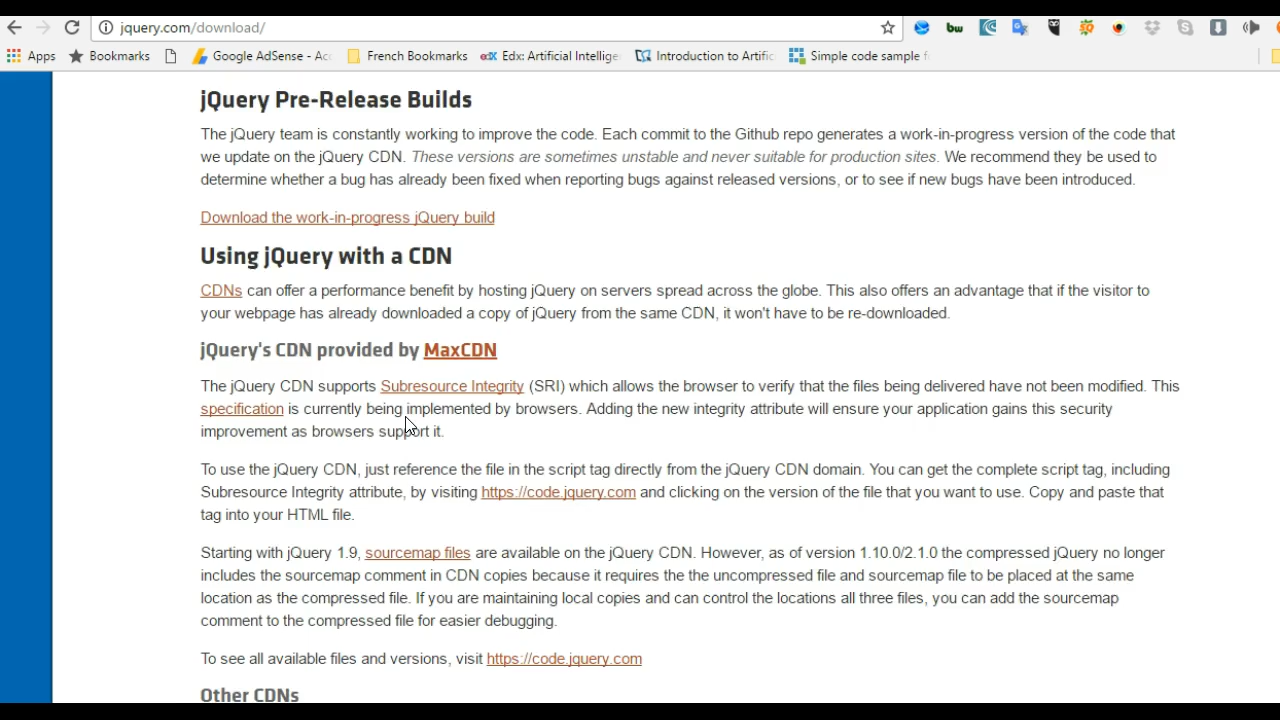 jquery.com/download/
bw
Apps Bookmarks Google AdSense - Ac French Bookmarks edX Edx: Artificial Intellige Introduction to Artific Simple code sample f
jQuery Pre-Release Builds
The jQuery team is constantly working to improve the code. Each commit to the Github repo generates a work-in-progress version of the code that
we update on the jQuery CDN. These versions are sometimes unstable and never suitable for production sites. We recommend they be used to
determine whether a bug has already been fixed when reporting bugs against released versions, or to see if new bugs have been introduced.
Download the work-in-progress jQuery build
Using jQuery with a CDN
CDNs can offer a performance benefit by hosting jQuery on servers spread across the globe. This also offers an advantage that if the visitor to
your webpage has already downloaded a copy of jQuery from the same CDN, it won't have to be re-downloaded.
jQuery's CDN provided by MaxCDN
The jQuery CDN supports Subresource Integrity (SRI) which allows the browser to verify that the files being delivered have not been modified. This
specification is currently being implemented by browsers. Adding the new integrity attribute will ensure your application gains this security
improvement as browsers support it.
To use the jQuery CDN, just reference the file in the script tag directly from the jQuery CDN domain. You can get the complete script tag, including
Subresource Integrity attribute, by visiting https://code.jquery.com and clicking on the version of the file that you want to use. Copy and paste that
tag into your HTML file.
Starting with jQuery 1.9, sourcemap files are available on the jQuery CDN. However, as of version 1.10.0/2.1.0 the compressed jQuery no longer
includes the sourcemap comment in CDN copies because it requires the the uncompressed file and sourcemap file to be placed at the same
location as the compressed file. If you are maintaining local copies and can control the locations all three files, you can add the sourcemap
comment to the compressed file for easier debugging.
To see all available files and versions, visit https://code.jquery.com
Other CDNs